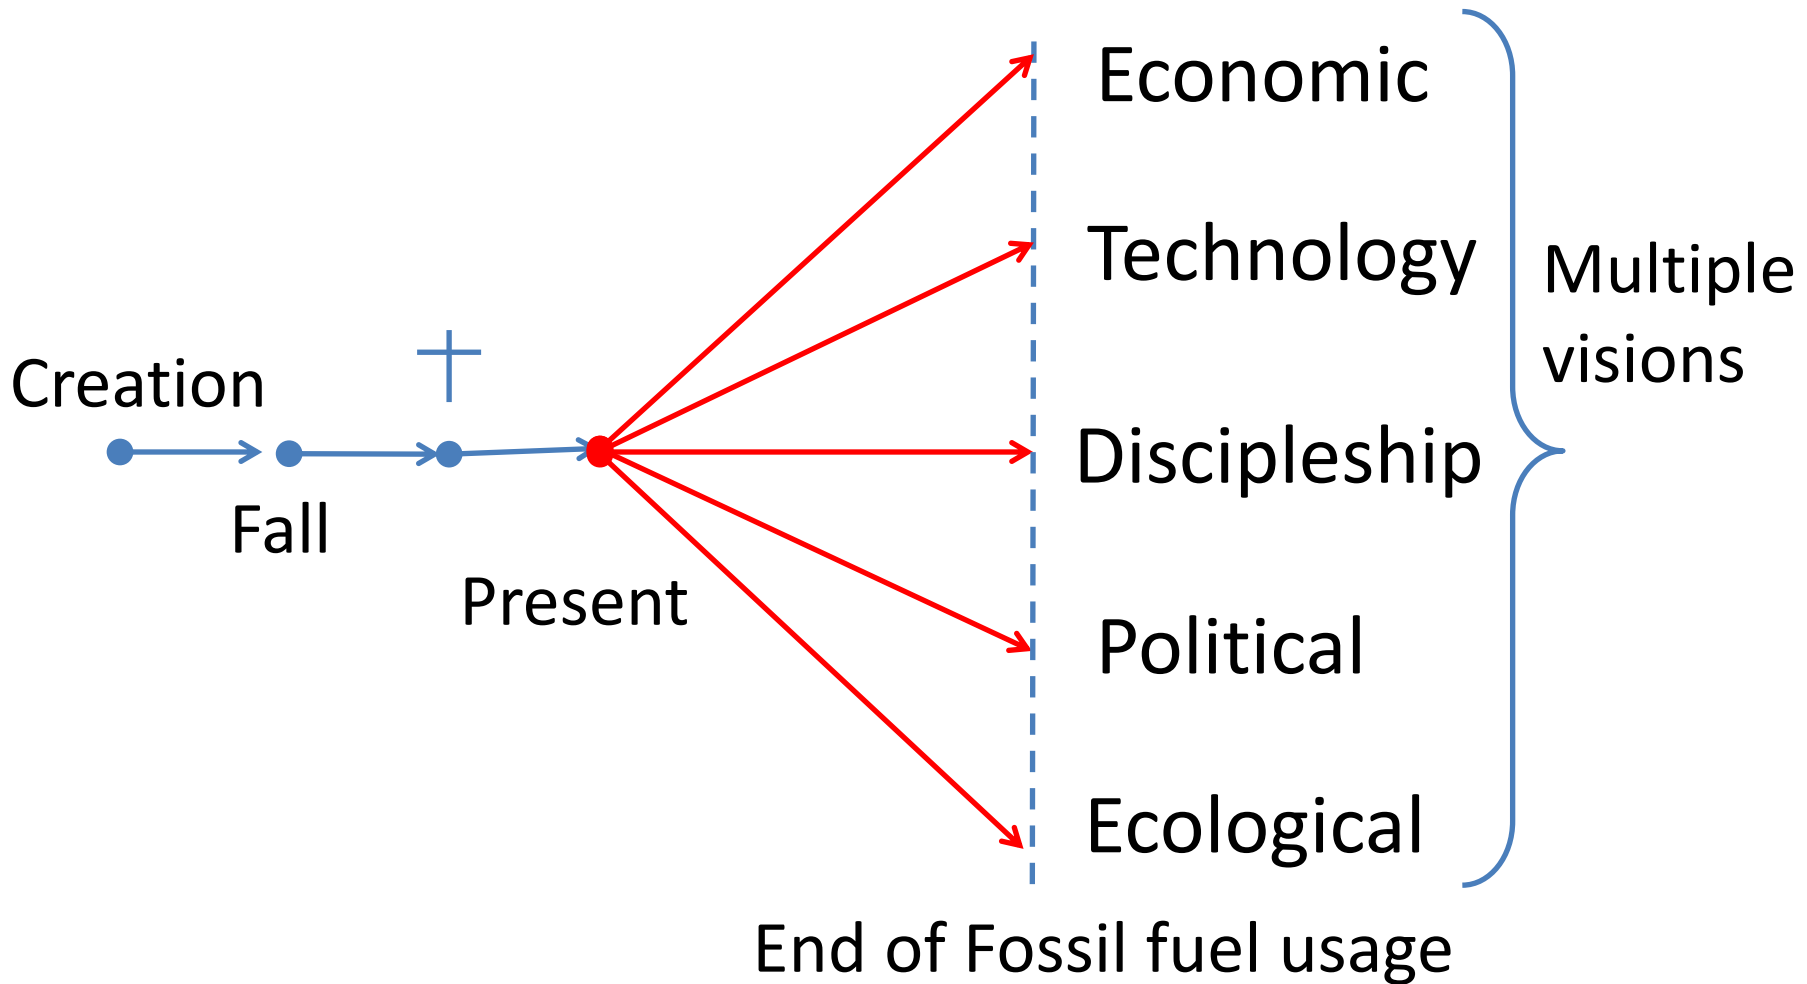 Economic
Technology
Multiple
visions
Creation
Discipleship
Fall
Present
Political
Ecological
End of Fossil fuel usage